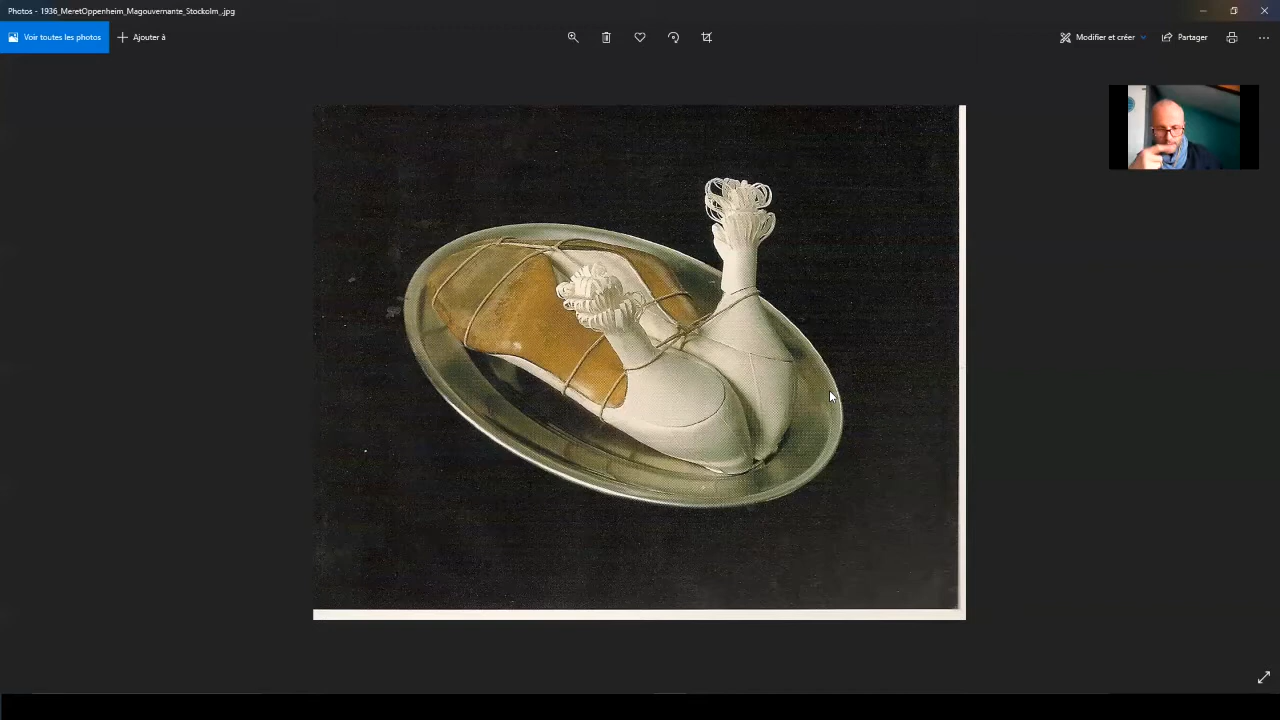 Photos - 1936_MeretOppenheim_Magouvernante_Stockolm_.jpg
Voir toutes les photos
Ajouter à
Modifier et créer
Partager